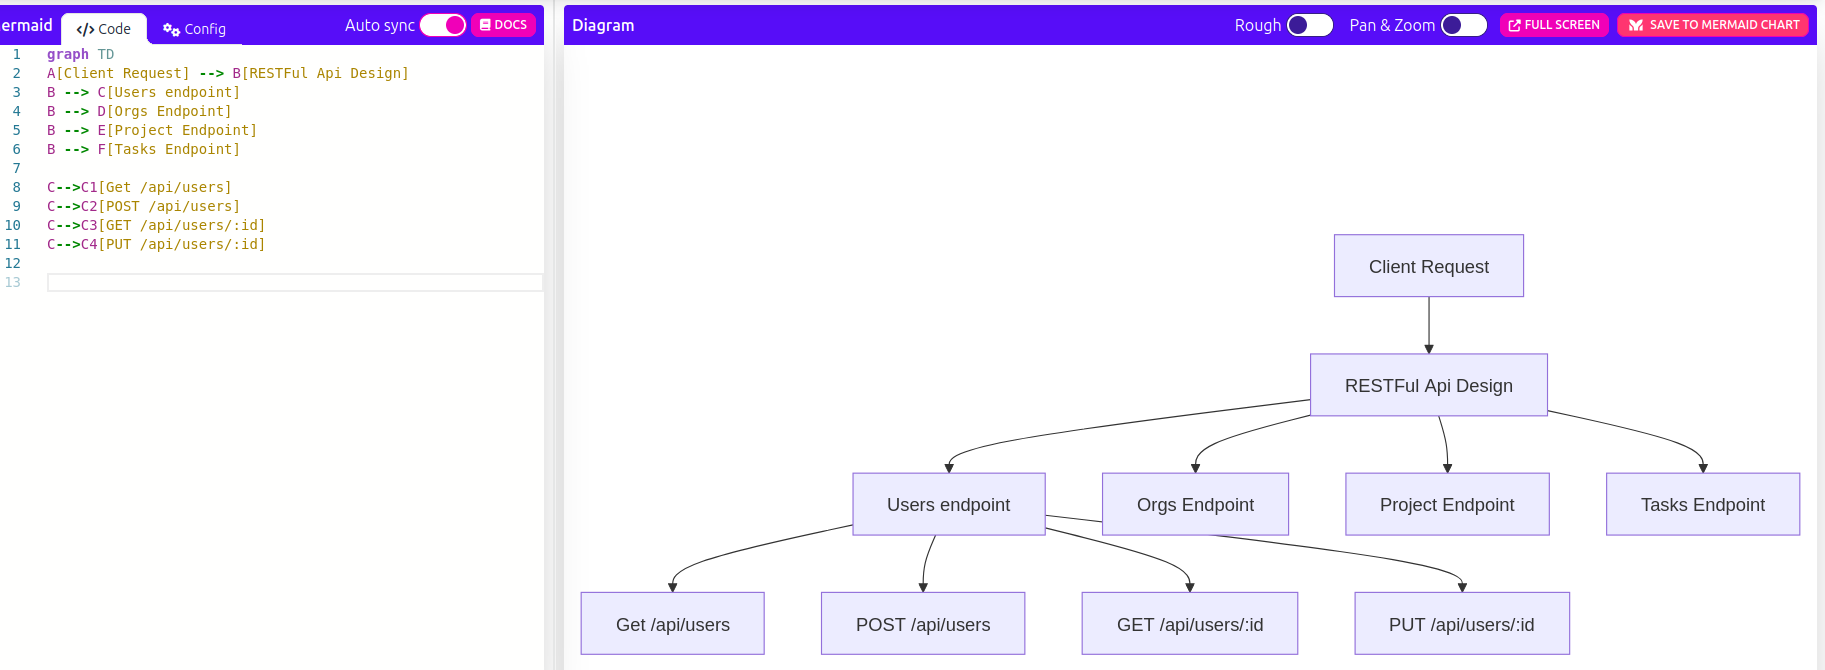 ermaid Code Config Auto sync DOCS
1 graph TD
2 A[Client Request] --> B[RESTFul Api Design]
3 B --> C[Users endpoint]
4 B --> D[Orgs Endpoint]
5 B --> E[Project Endpoint]
6 B --> F[Tasks Endpoint]
7
8 C-->C1[Get /api/users]
9 C-->C2[POST /api/users]
10 C-->C3[GET /api/users/:id]
11 C-->C4[PUT /api/users/:id]
12
13
Diagram Rough Pan & Zoom FULL SCREEN SAVE TO MERMAID CHART
Client Request
RESTFul Api Design
Users endpoint Orgs Endpoint Project Endpoint Tasks Endpoint
Get /api/users POST /api/users GET /api/users/:id PUT /api/users/:id